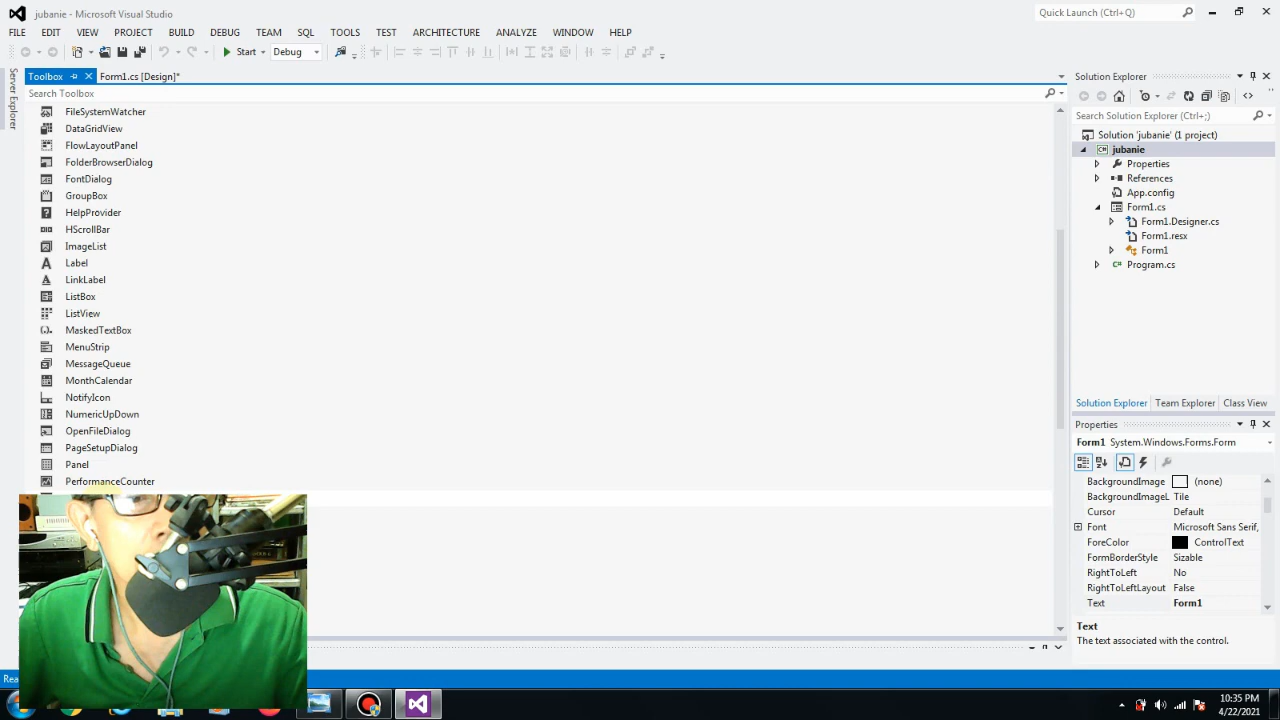 jubanie - Microsoft Visual Studio
Quick Launch (Ctrl+Q)
FILE EDIT VIEW PROJECT BUILD DEBUG TEAM SQL TOOLS TEST ARCHITECTURE ANALYZE WINDOW HELP
Start Debug
Server Explorer
Toolbox
Form1.cs [Design]*
Search Toolbox
FileSystemWatcher
DataGridView
FlowLayoutPanel
FolderBrowserDialog
FontDialog
GroupBox
HelpProvider
HScrollBar
ImageList
Label
LinkLabel
ListBox
ListView
MaskedTextBox
MenuStrip
MessageQueue
MonthCalendar
NotifyIcon
NumericUpDown
OpenFileDialog
PageSetupDialog
Panel
PerformanceCounter
Solution Explorer
Search Solution Explorer (Ctrl+;)
Solution 'jubanie' (1 project)
jubanie
Properties
References
App.config
Form1.cs
Form1.Designer.cs
Form1.resx
Form1
Program.cs
Solution Explorer Team Explorer Class View
Properties
Form1 System.Windows.Forms.Form
BackgroundImage (none)
BackgroundImageL Tile
Cursor Default
Font Microsoft Sans Serif,
ForeColor ControlText
FormBorderStyle Sizable
RightToLeft No
RightToLeftLayout False
Text Form1
Text
The text associated with the control.
Rea
10:35 PM
4/22/2021